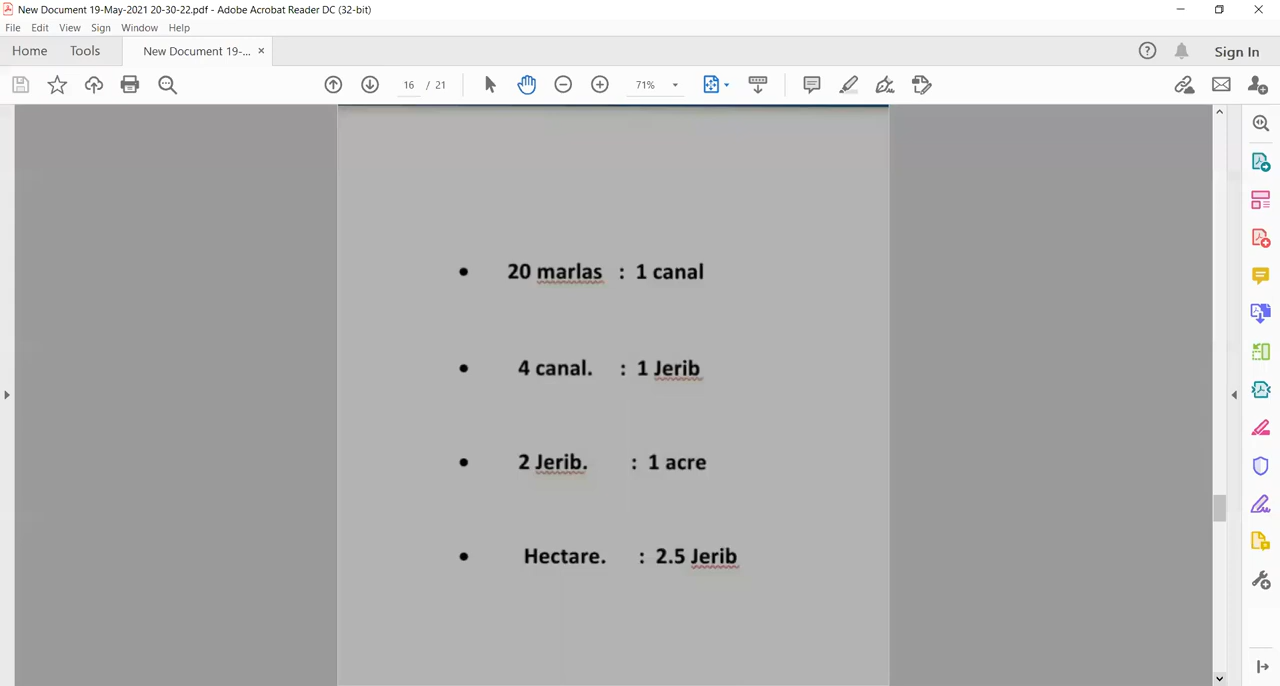 New Document 19-May-2021 20-30-22.pdf - Adobe Acrobat Reader DC (32-bit)
File Edit View Sign Window Help
Home Tools New Document 19-... × Sign In
16 / 21 71%
• 20 marlas : 1 canal
• 4 canal. : 1 Jerib
• 2 Jerib. : 1 acre
• Hectare. : 2.5 Jerib